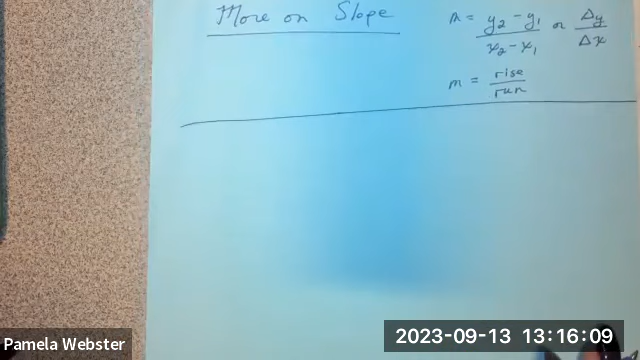 More on Slope
m = y₂ - y₁ / x₂ - x₁ or Δy / Δx
m = rise / run
Pamela Webster
2023-09-13 13:16:09